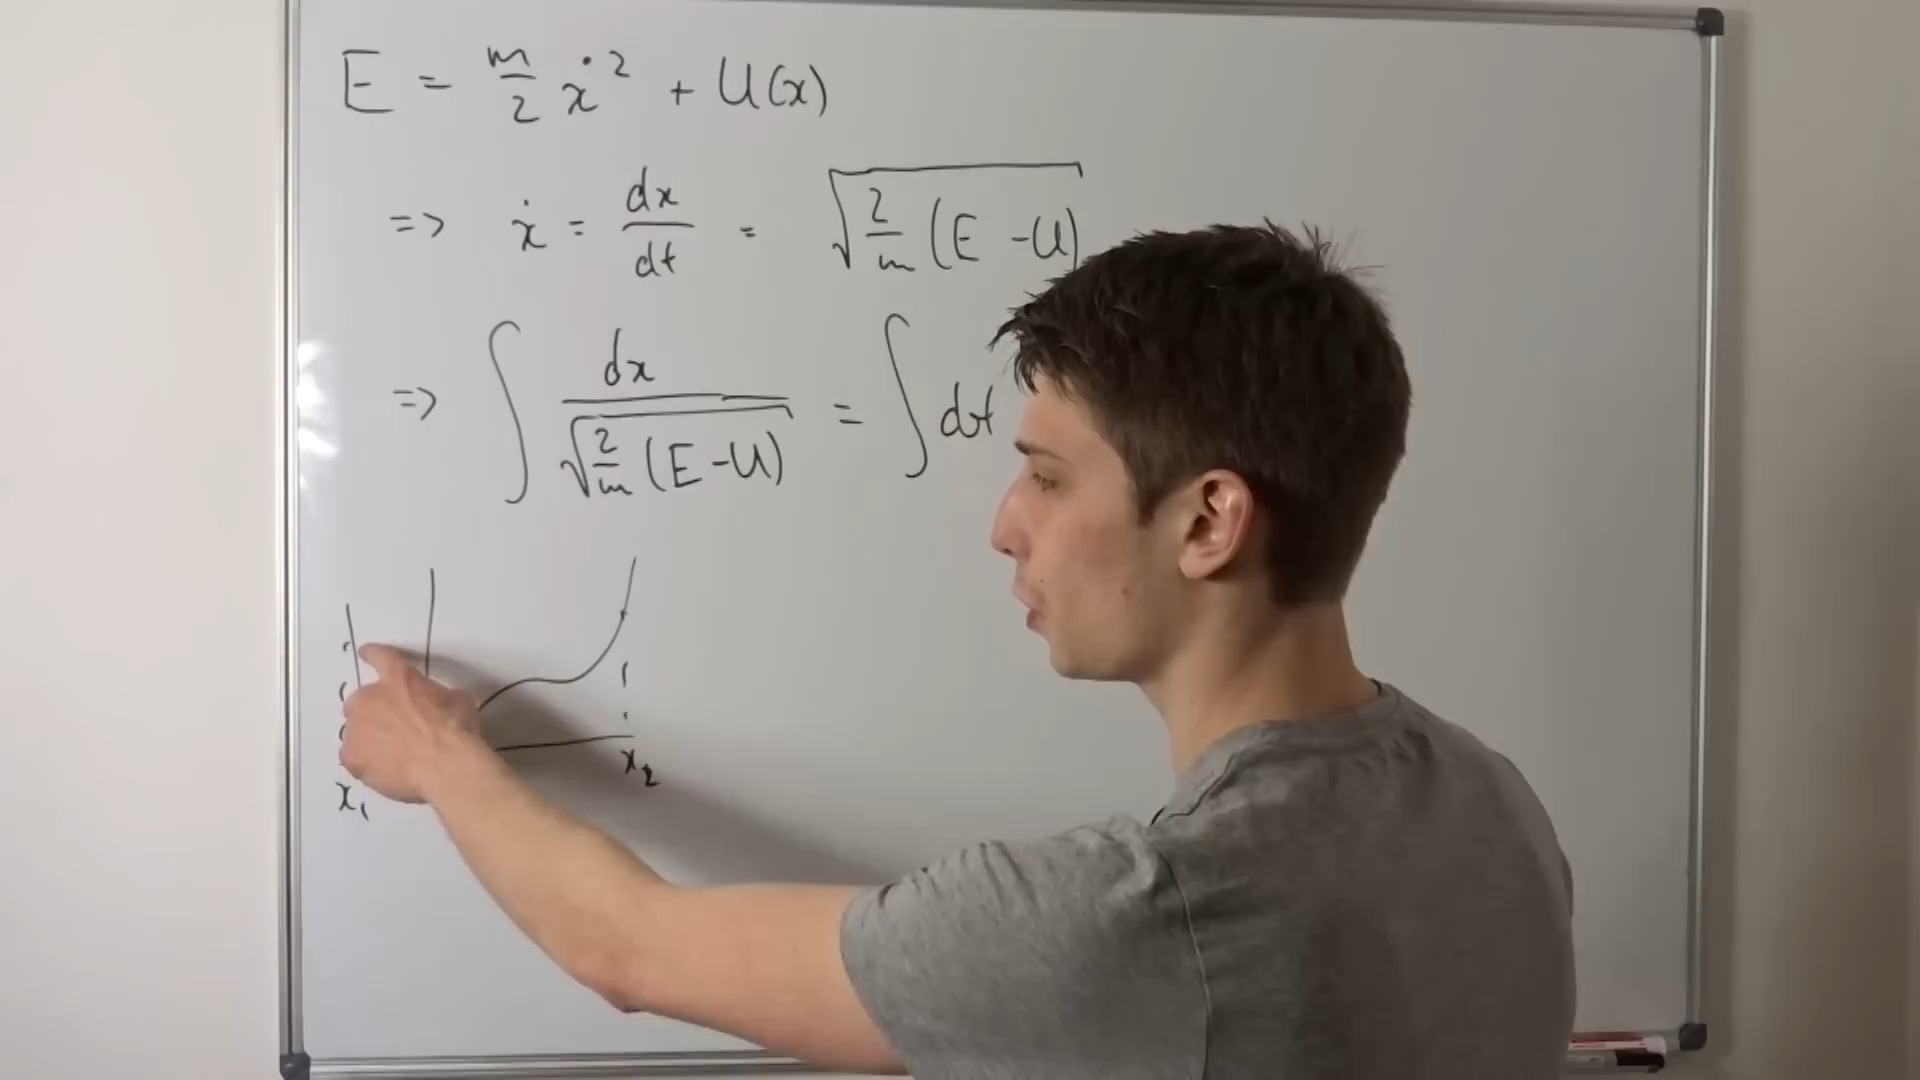 E = m/2 ẋ² + U(x)
=> ẋ = dx/dt = √(2/m (E - U))
=> ∫ dx/√(2/m (E - U)) = ∫ dt
x₂
x₁